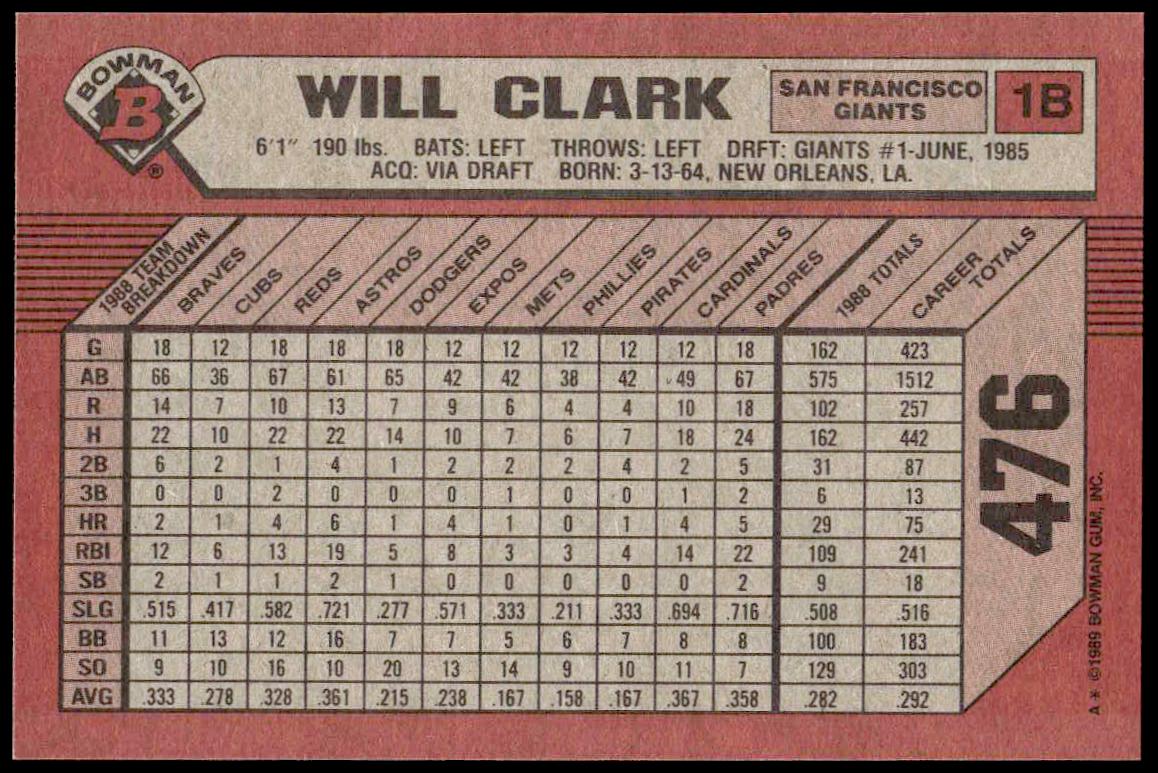 BOWMAN
B
®
WILL CLARK
SAN FRANCISCO
GIANTS
1B
6'1" 190 lbs. BATS: LEFT THROWS: LEFT DRFT: GIANTS #1-JUNE, 1985
ACQ: VIA DRAFT BORN: 3-13-64, NEW ORLEANS, LA.
1988 TEAM
BREAKDOWN
BRAVES
CUBS
REDS
ASTROS
DODGERS
EXPOS
METS
PHILLIES
PIRATES
CARDINALS
PADRES
1988 TOTALS
CAREER
TOTALS
G 18 12 18 18 18 12 12 12 12 12 18 162 423
AB 66 36 67 61 65 42 42 38 42 49 67 575 1512
R 14 7 10 13 7 9 6 4 4 10 18 102 257
H 22 10 22 22 14 10 7 6 7 18 24 162 442
2B 6 2 1 4 1 2 2 2 4 2 5 31 87
3B 0 0 2 0 0 0 1 0 0 1 2 6 13
HR 2 1 4 6 1 4 1 0 1 4 5 29 75
RBI 12 6 13 19 5 8 3 3 4 14 22 109 241
SB 2 1 1 2 1 0 0 0 0 0 2 9 18
SLG .515 .417 .582 .721 .277 .571 .333 .211 .333 .694 .716 .508 .516
BB 11 13 12 16 7 7 5 6 7 8 8 100 183
SO 9 10 16 10 20 13 14 9 10 11 7 129 303
AVG .333 .278 .328 .361 .215 .238 .167 .158 .167 .367 .358 .282 .292
476
A * ©1989 BOWMAN GUM, INC.